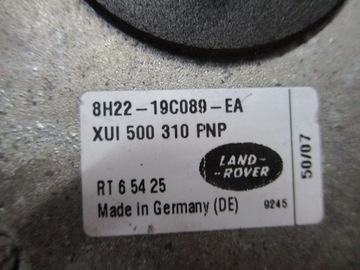 8H22-19C089-EA
XUI 500 310 PNP
LAND-
-ROVER
50/07
RT 6 54 25
Made in Germany (DE)
9245